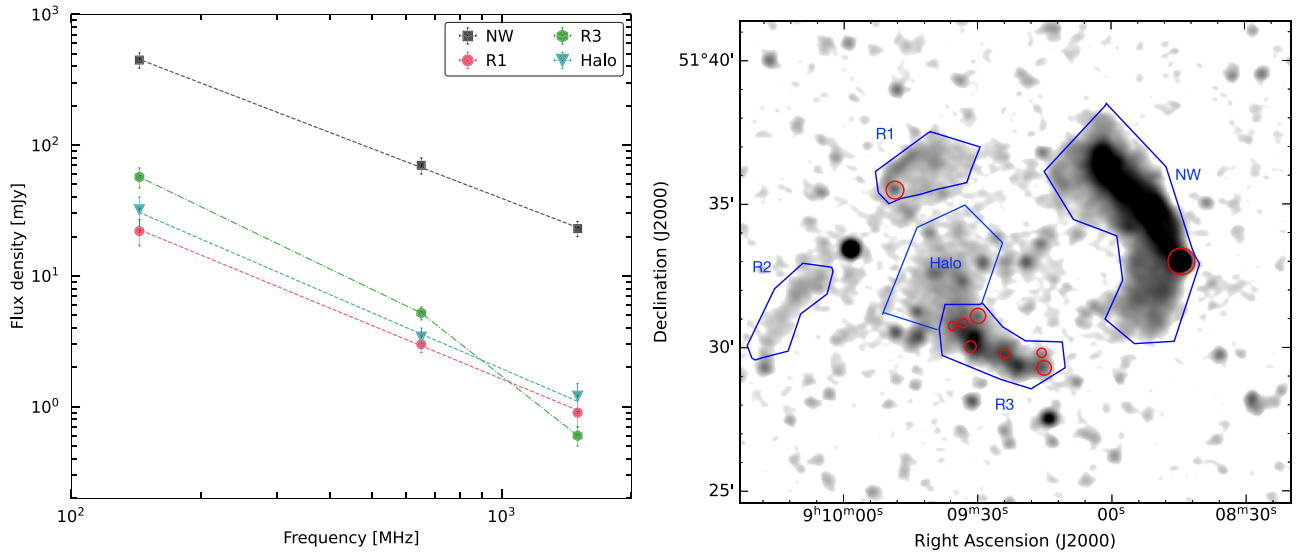 10³
10²
10¹
10⁰
10²
10³
Flux density [mJy]
Frequency [MHz]
NW
R1
R3
Halo
51°40'
35'
30'
25'
Declination (J2000)
9ʰ10ᵐ00ˢ
09ᵐ30ˢ
00ˢ
08ᵐ30ˢ
Right Ascension (J2000)
R1
NW
R2
Halo
R3